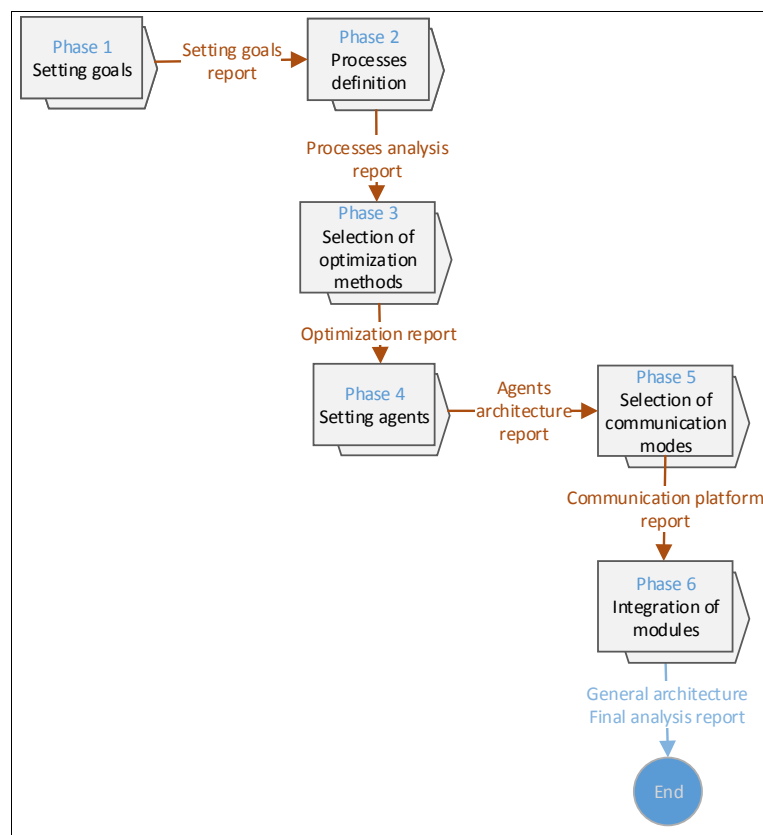 Phase 1
Setting goals
Setting goals
report
Phase 2
Processes
definition
Processes analysis
report
Phase 3
Selection of
optimization
methods
Optimization report
Phase 4
Setting agents
Agents
architecture
report
Phase 5
Selection of
communication
modes
Communication platform
report
Phase 6
Integration of
modules
General architecture
Final analysis report
End